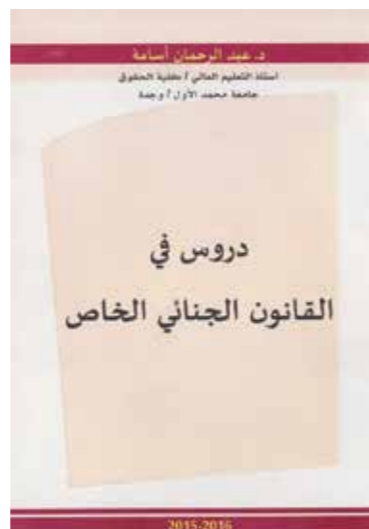 د. عبد الرحمان أسامة
أستاذ التعليم العالي / كلية الحقوق
جامعة محمد الأول / وجدة
دروس في
القانون الجنائي الخاص
2015-2016